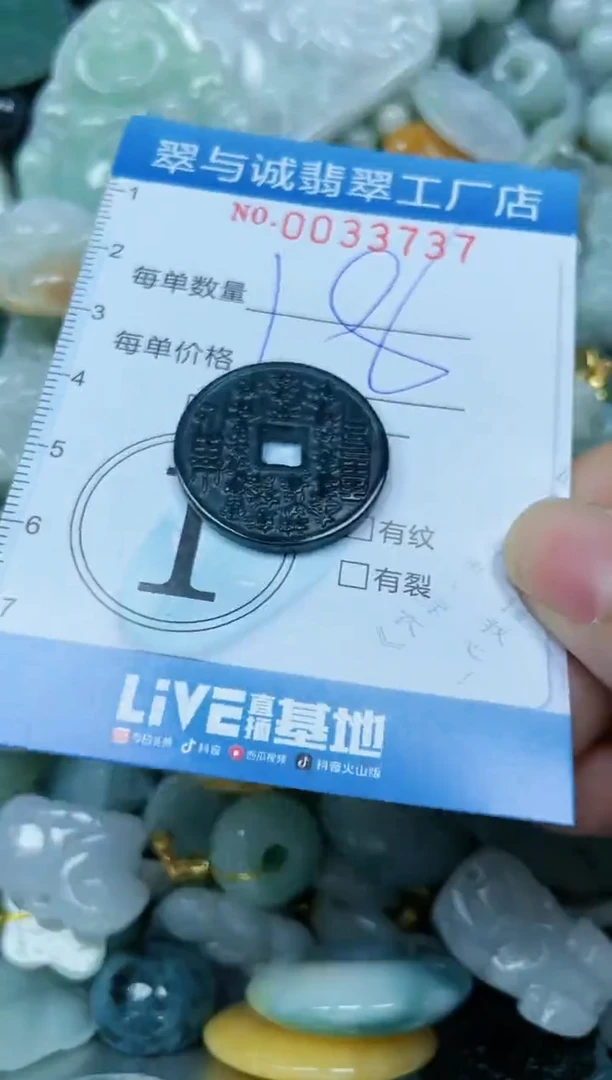 翠与诚翡翠工厂店
NO.0033737
每单数量
每单价格
18
1
2
3
4
5
6
7
1
有纹
有裂
LiVE直播基地
今日头条 抖音 西瓜视频 抖音火山版